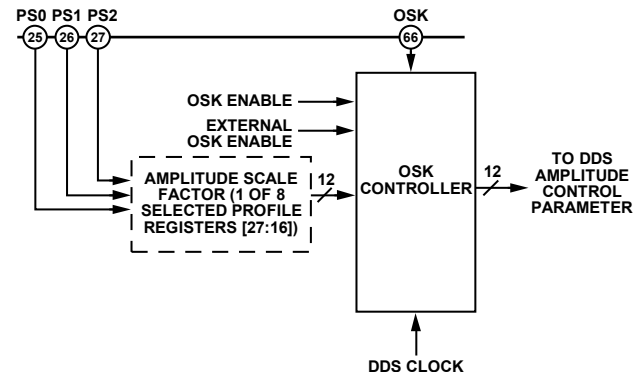 PS0 PS1 PS2
OSK
25 26 27
66
OSK ENABLE
EXTERNAL
OSK ENABLE
AMPLITUDE SCALE
FACTOR (1 OF 8
SELECTED PROFILE
REGISTERS [27:16])
12
OSK
CONTROLLER
12
TO DDS
AMPLITUDE
CONTROL
PARAMETER
DDS CLOCK